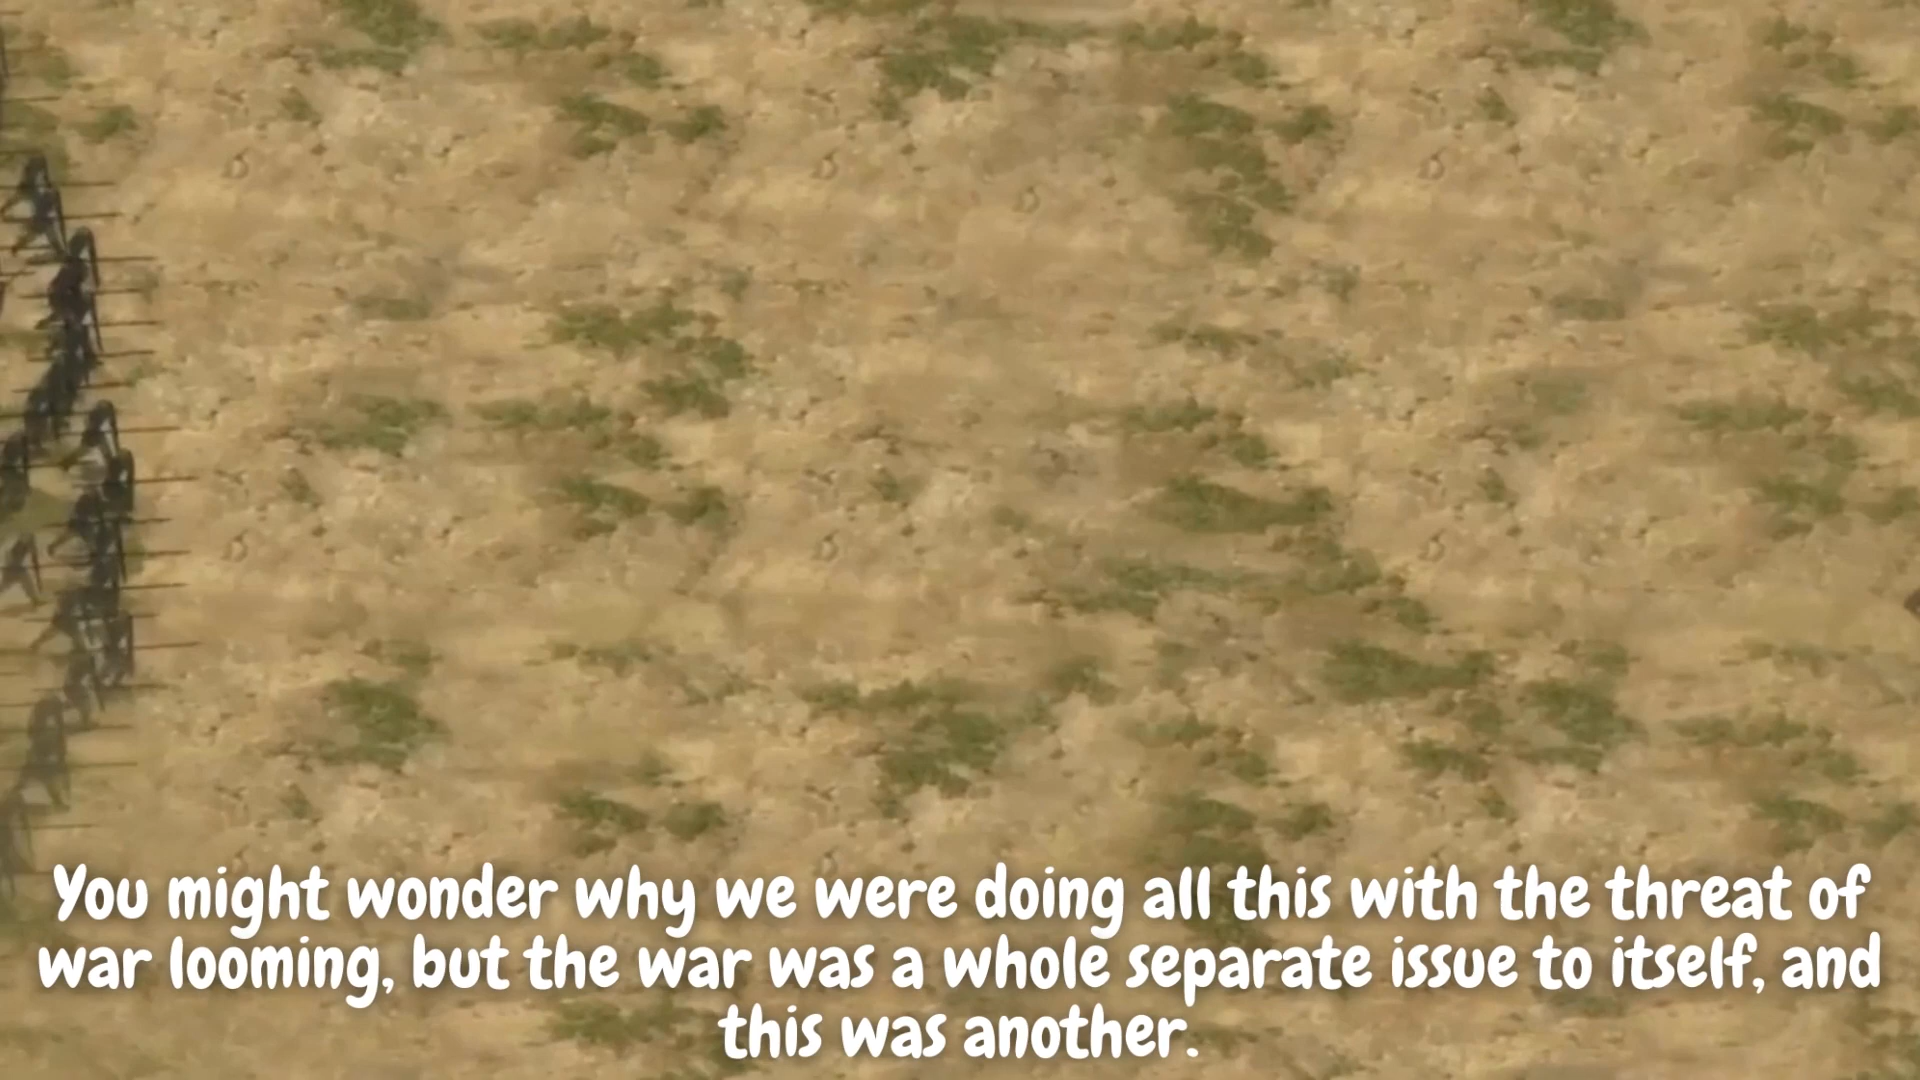 You might wonder why we were doing all this with the threat of
war looming, but the war was a whole separate issue to itself, and
this was another.